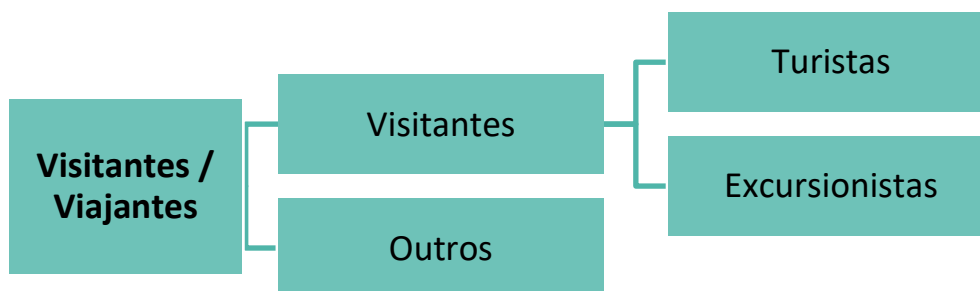 Visitantes /
Viajantes
Visitantes
Outros
Turistas
Excursionistas